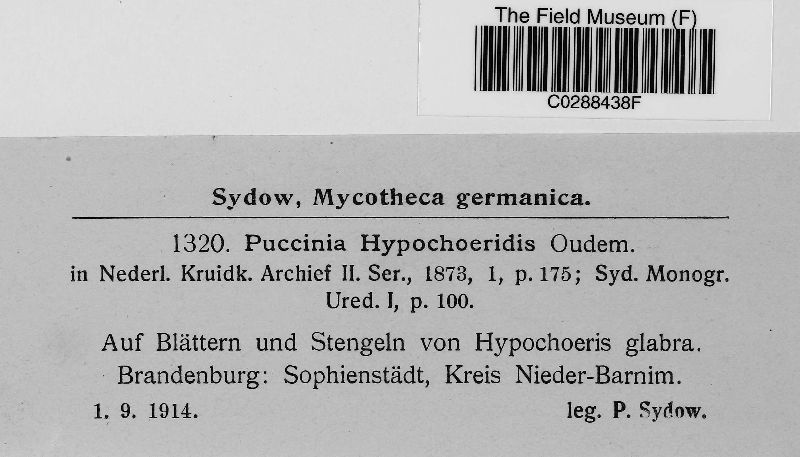 The Field Museum (F)
C0288438F
Sydow, Mycotheca germanica.
1320. Puccinia Hypochoeridis Oudem.
in Nederl. Kruidk. Archief II. Ser., 1873, 1, p. 175; Syd. Monogr.
Ured. I, p. 100.
Auf Blättern und Stengeln von Hypochoeris glabra.
Brandenburg: Sophienstädt, Kreis Nieder-Barnim.
1. 9. 1914. leg. P. Sydow.